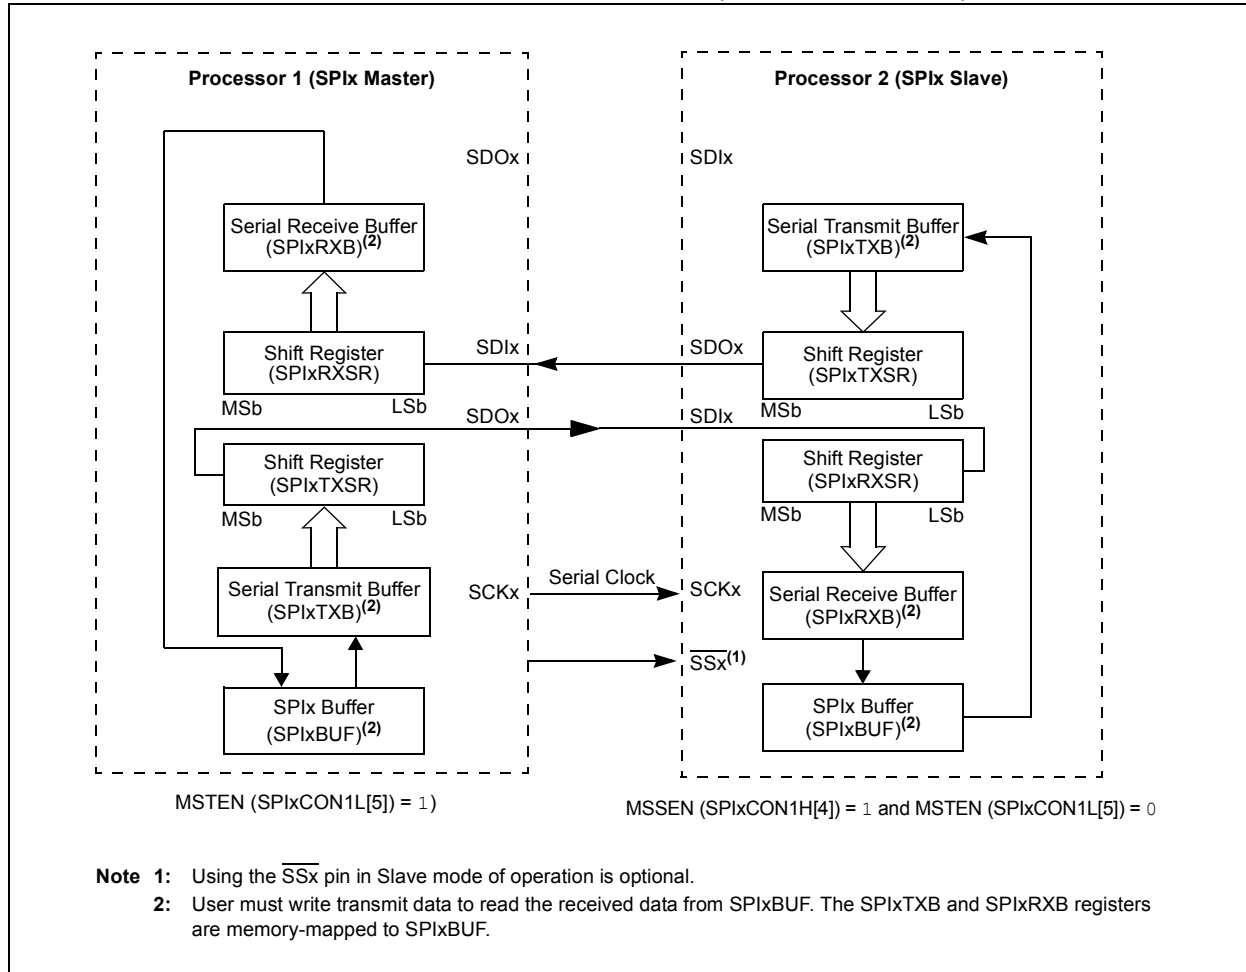 Processor 1 (SPIx Master)
Processor 2 (SPIx Slave)
SDOx
SDIx
Serial Receive Buffer
(SPIxRXB)(2)
Serial Transmit Buffer
(SPIxTXB)(2)
Shift Register
(SPIxRXSR)
SDIx
SDOx
Shift Register
(SPIxTXSR)
MSb
LSb
MSb
LSb
SDOx
SDIx
Shift Register
(SPIxTXSR)
Shift Register
(SPIxRXSR)
MSb
LSb
MSb
LSb
Serial Transmit Buffer
(SPIxTXB)(2)
SCKx
Serial Clock
SCKx
Serial Receive Buffer
(SPIxRXB)(2)
SSx(1)
SPIx Buffer
(SPIxBUF)(2)
SPIx Buffer
(SPIxBUF)(2)
MSTEN (SPIxCON1L[5]) = 1)
MSSEN (SPIxCON1H[4]) = 1 and MSTEN (SPIxCON1L[5]) = 0
Note 1: Using the SSx pin in Slave mode of operation is optional.
2: User must write transmit data to read the received data from SPIxBUF. The SPIxTXB and SPIxRXB registers
are memory-mapped to SPIxBUF.